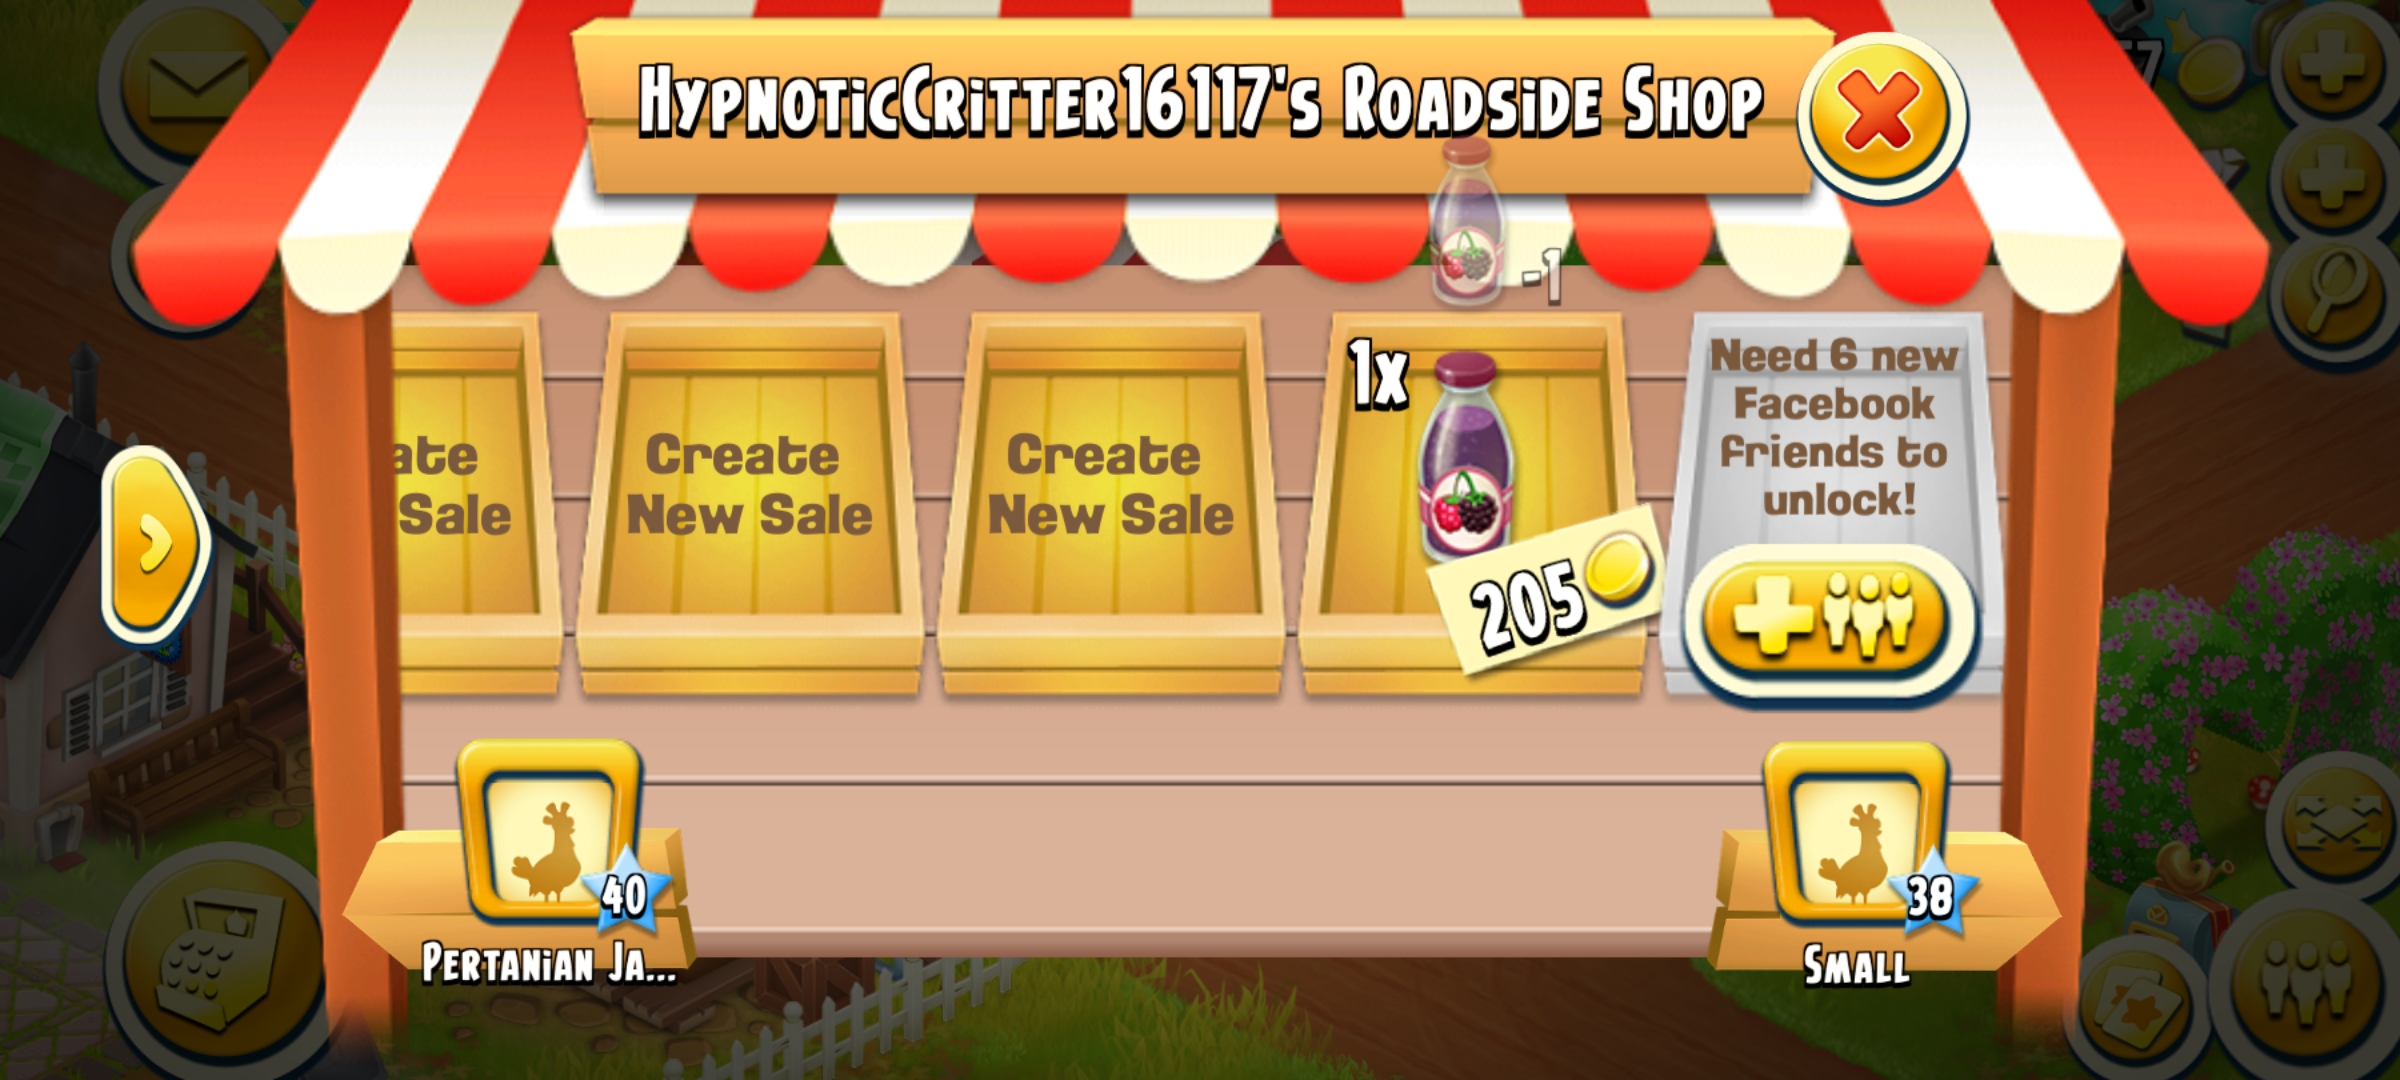 HypnoticCritter16117's Roadside Shop
-1
ate
Sale
Create
New Sale
Create
New Sale
1x
205
Need 6 new
Facebook
friends to
unlock!
40
Pertanian Ja...
38
Small